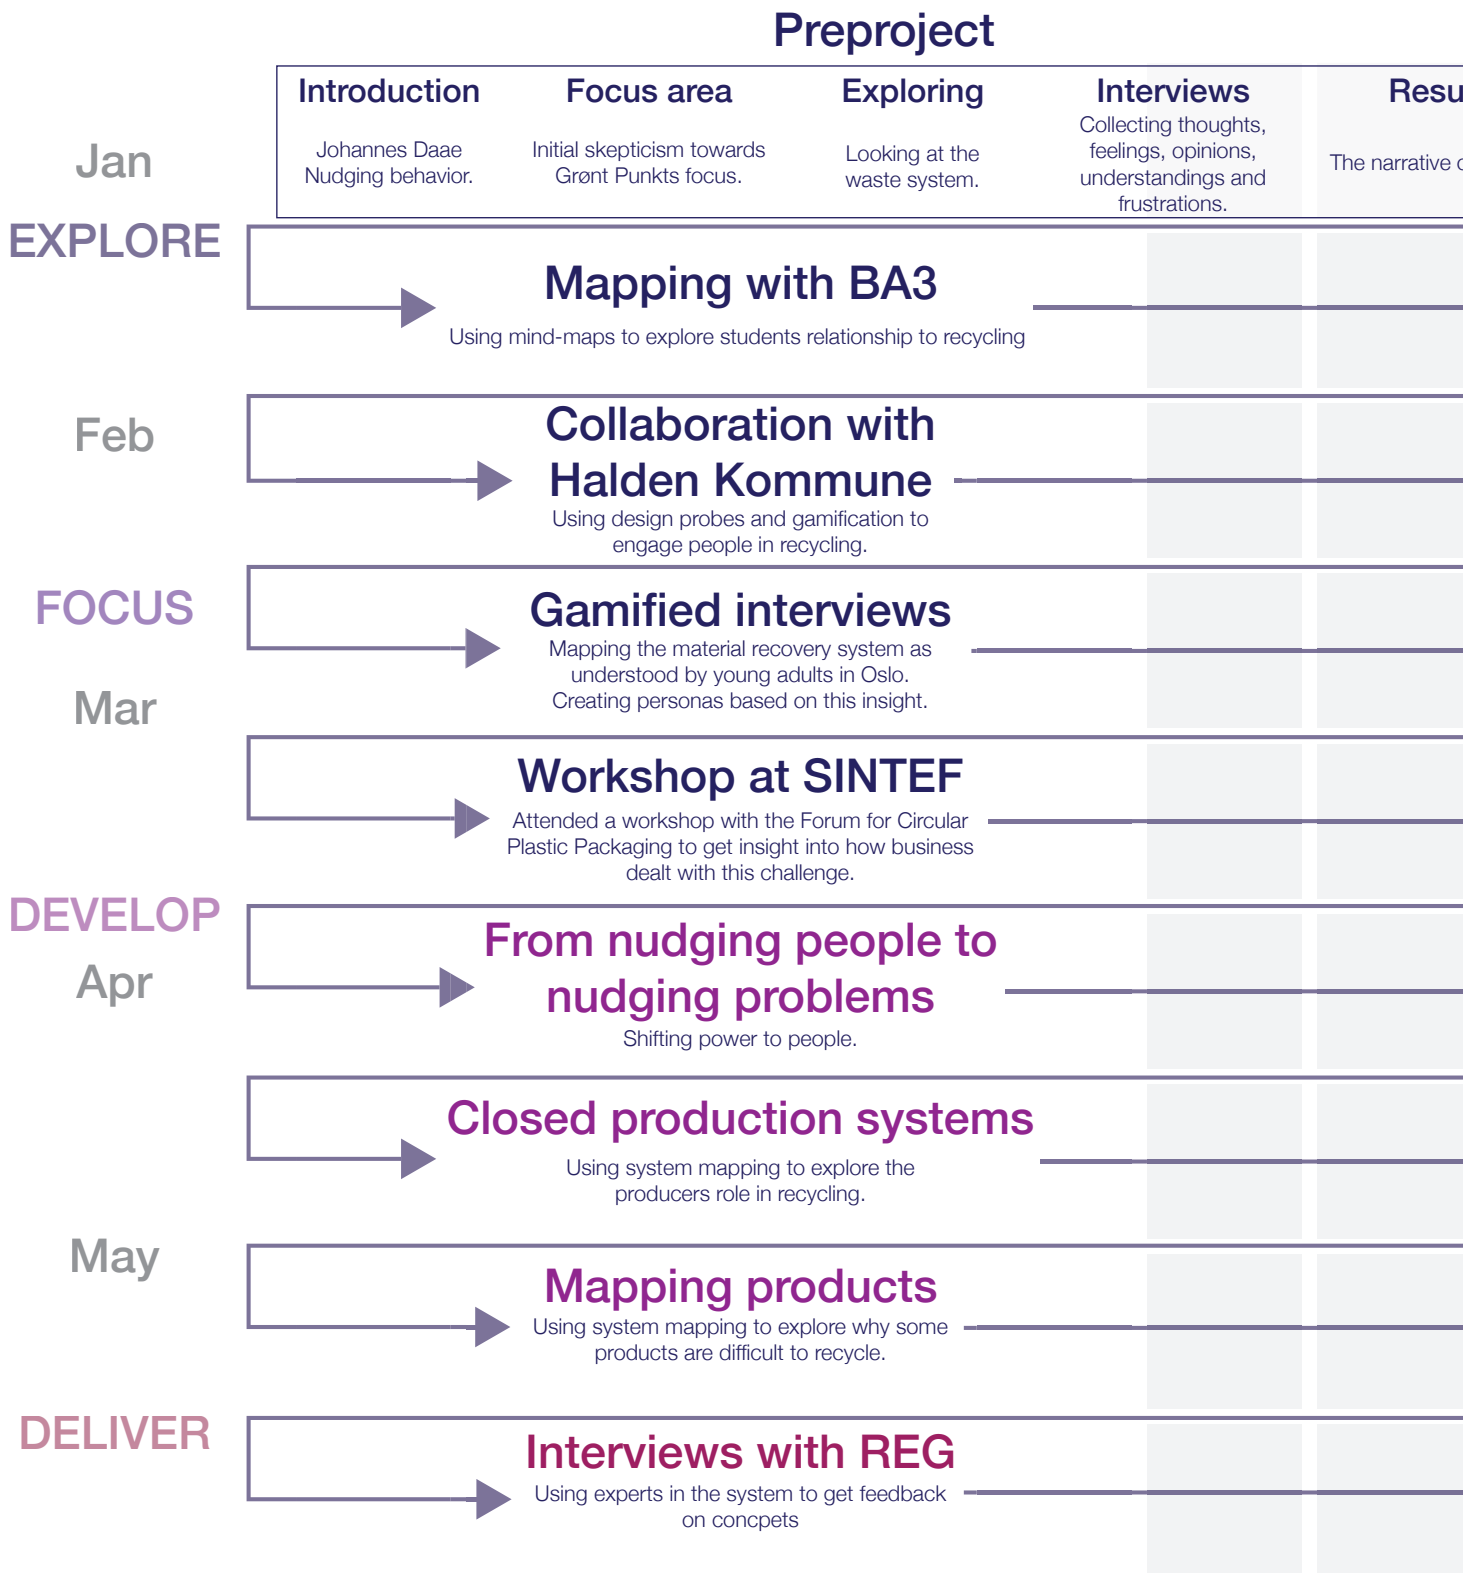 Preproject
Introduction
Focus area
Exploring
Interviews
Resu
Jan
Johannes Daae
Nudging behavior.
Initial skepticism towards
Grønt Punkts focus.
Looking at the
waste system.
Collecting thoughts,
feelings, opinions,
understandings and
frustrations.
The narrative
EXPLORE
Mapping with BA3
Using mind-maps to explore students relationship to recycling
Feb
Collaboration with
Halden Kommune
Using design probes and gamification to
engage people in recycling.
FOCUS
Gamified interviews
Mapping the material recovery system as
understood by young adults in Oslo.
Creating personas based on this insight.
Mar
Workshop at SINTEF
Attended a workshop with the Forum for Circular
Plastic Packaging to get insight into how business
dealt with this challenge.
DEVELOP
Apr
From nudging people to
nudging problems
Shifting power to people.
Closed production systems
Using system mapping to explore the
producers role in recycling.
May
Mapping products
Using system mapping to explore why some
products are difficult to recycle.
DELIVER
Interviews with REG
Using experts in the system to get feedback
on concpets